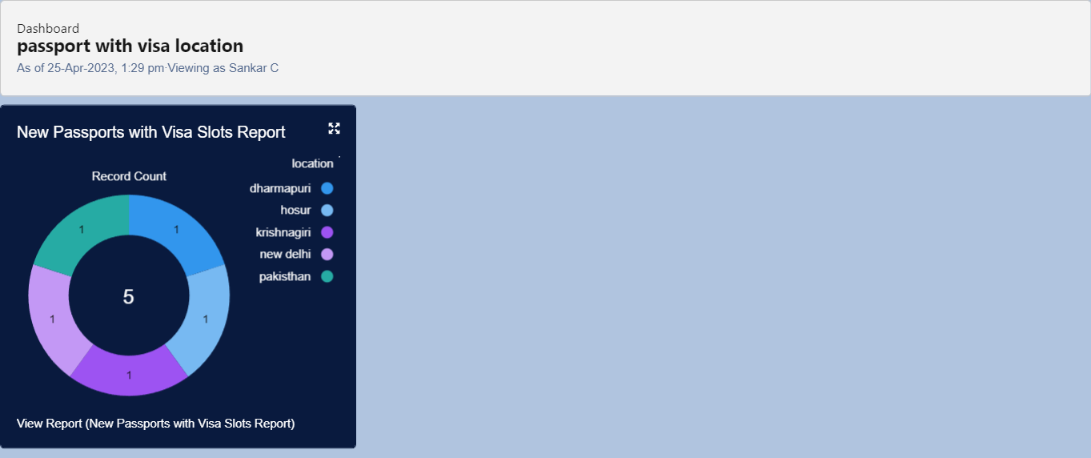 Dashboard
passport with visa location
As of 25-Apr-2023, 1:29 pm·Viewing as Sankar C
New Passports with Visa Slots Report
location
Record Count
dharmapuri
hosur
krishnagiri
new delhi
pakisthan
1
1
1
1
1
5
View Report (New Passports with Visa Slots Report)